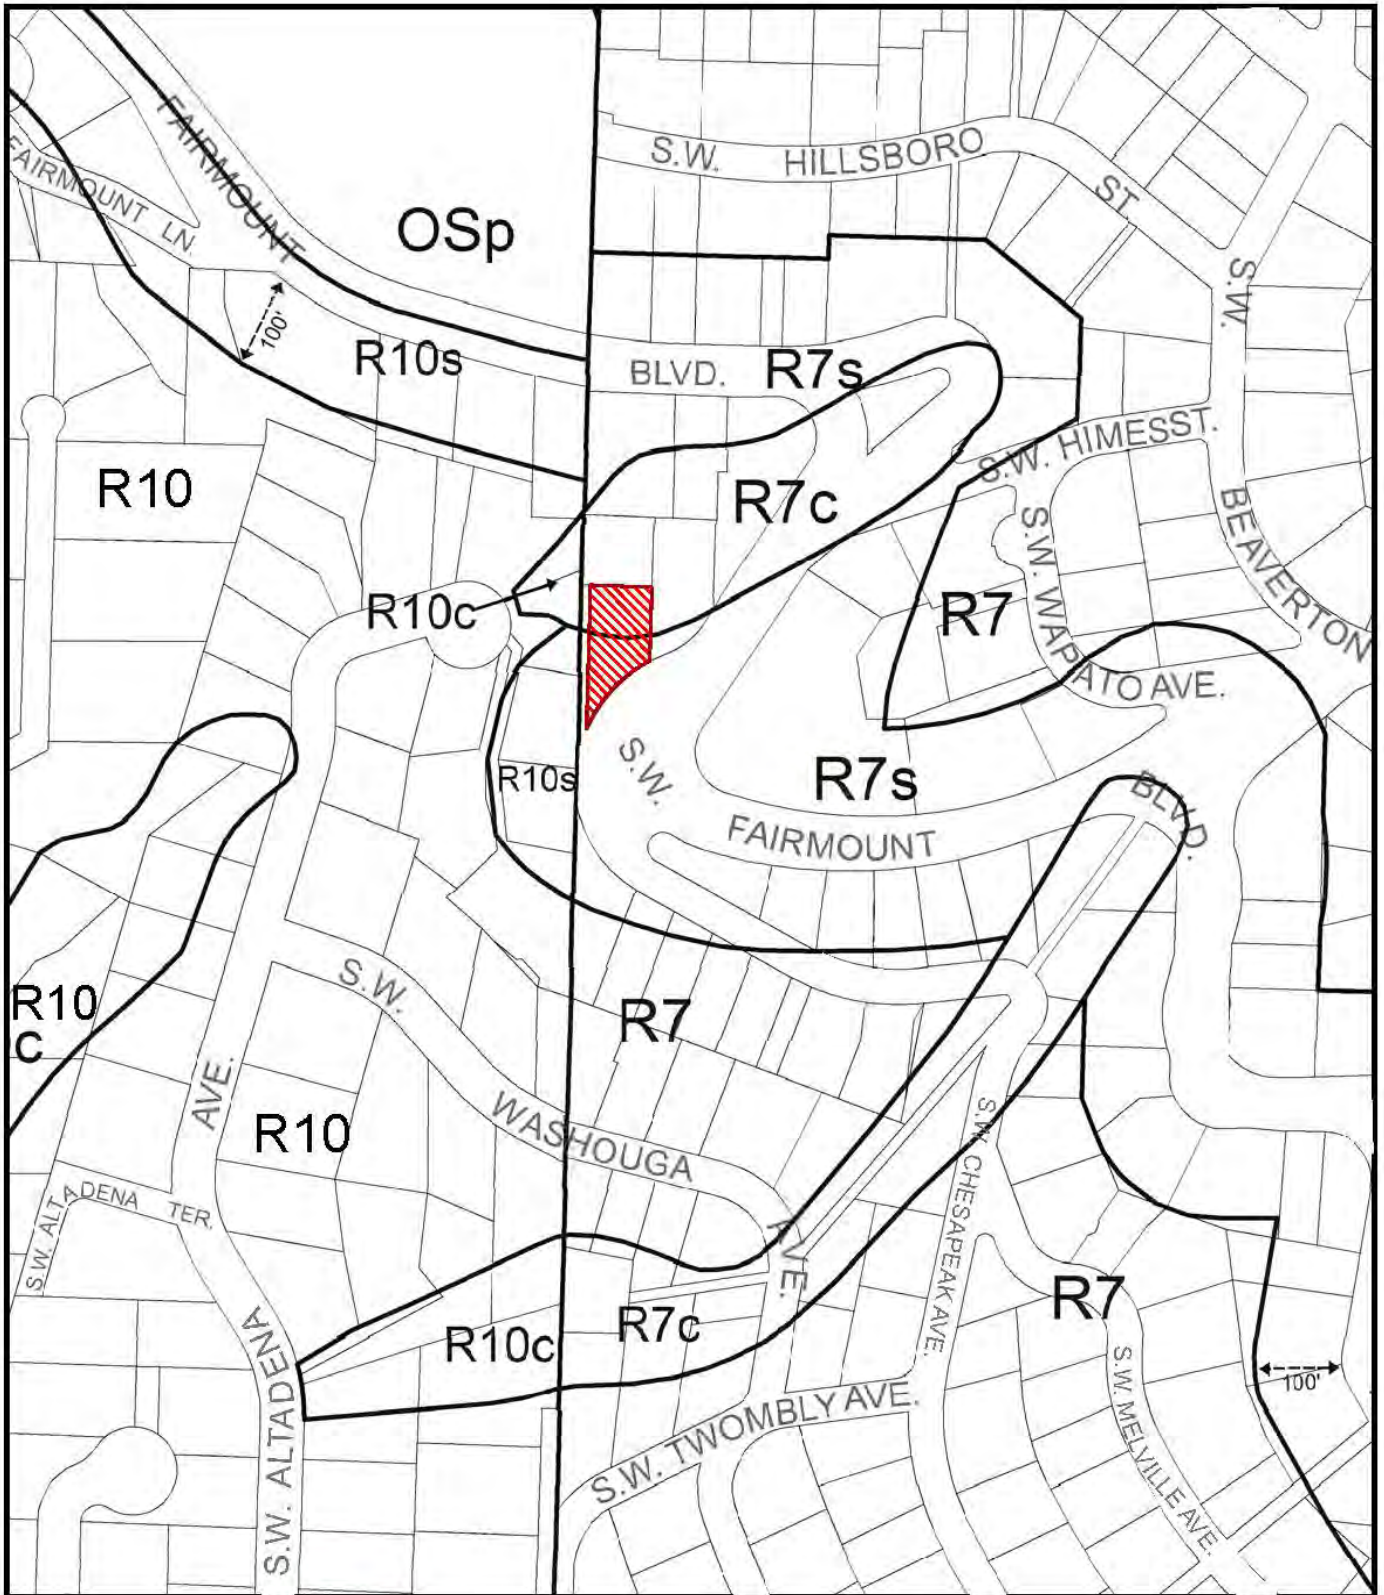 S.W. HILLSBORO ST
FAIRMOUNT
FAIRMOUNT LN.
OSp
S.W.
100'
R10s
BLVD.
R7s
S.W. HIMESST.
R10
R7c
BEAVERTON
S.W. WAPATO AVE.
R10c
R7
R10s
S.W.
R7s
BLVD.
FAIRMOUNT
S.W.
R10
c
R7
AVE.
R10
WASHOUGA
AVE.
S.W. CHESAPEAK AVE.
S.W. ALTADENA TER.
R7
R10c
R7c
S.W. ALTADENA
S.W. TWOMBLY AVE.
S.W. MELVILLE AVE.
100'